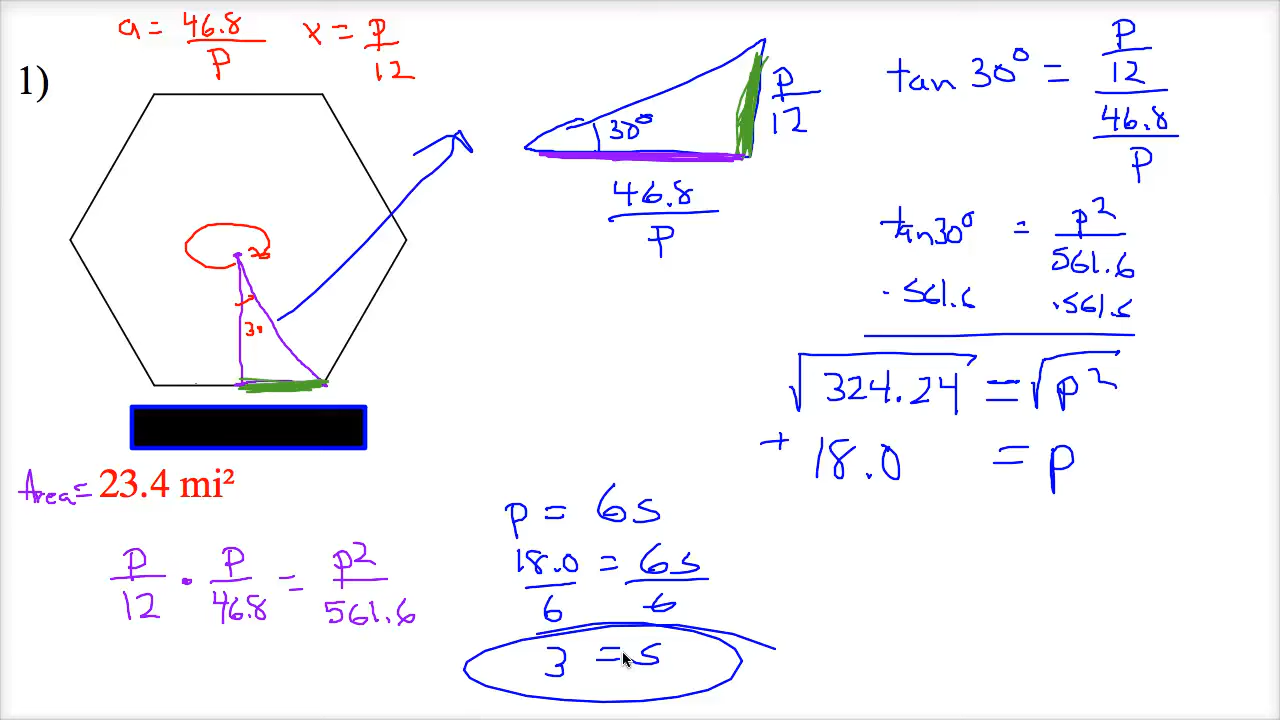 a = 46.8/P x = P/12
1)
30
Area = 23.4 mi²
P/12 · P/46.8 = p²/561.6
30°
P/12
46.8/P
tan 30° = (P/12)/(46.8/P)
tan30° = p²/561.6
·561.6 ·561.6
√324.24 = √p²
+ 18.0 = p
p = 6s
18.0/6 = 6s/6
3 = s